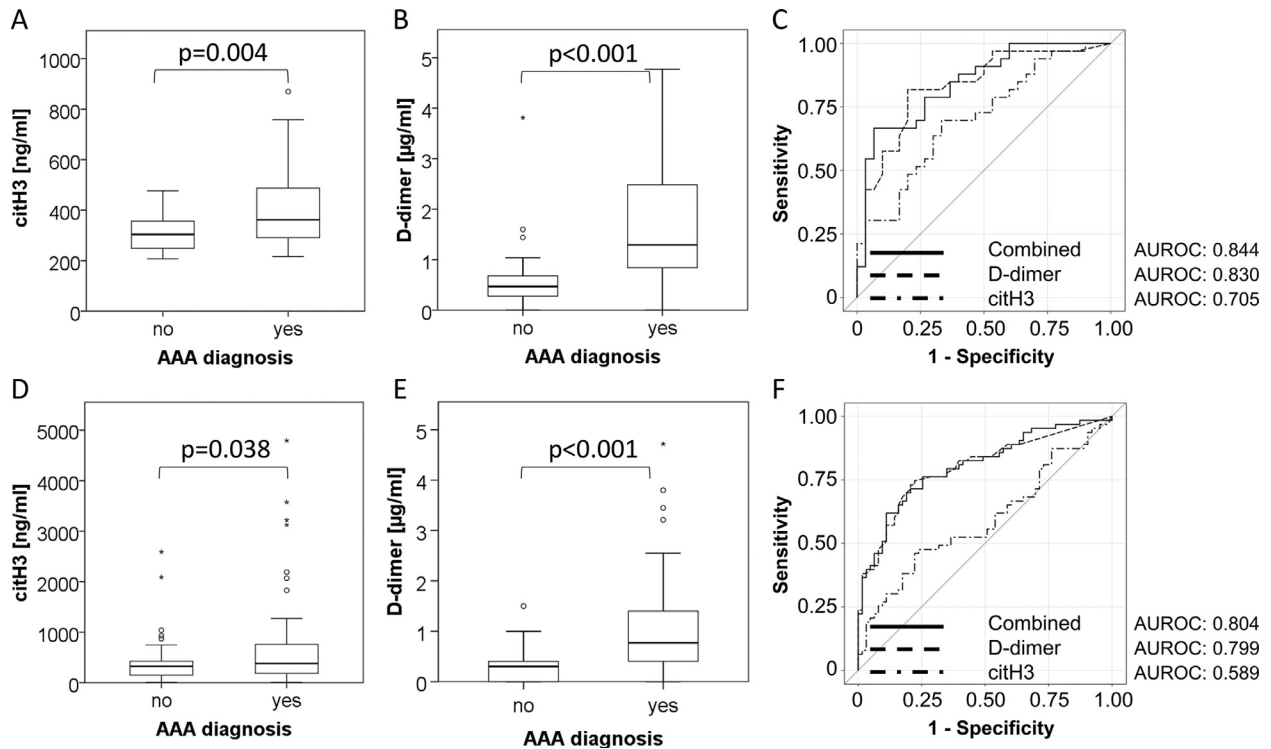 A
p=0.004
citH3 [ng/ml]
1000
800
600
400
200
0
no yes
AAA diagnosis
B
p<0.001
D-dimer [µg/ml]
5
4
3
2
1
0
no yes
AAA diagnosis
C
Sensitivity
1.00
0.75
0.50
0.25
0
Combined AUROC: 0.844
D-dimer AUROC: 0.830
citH3 AUROC: 0.705
0 0.25 0.50 0.75 1.00
1 - Specificity
D
p=0.038
citH3 [ng/ml]
5000
4000
3000
2000
1000
0
no yes
AAA diagnosis
E
p<0.001
D-dimer [µg/ml]
5
4
3
2
1
0
no yes
AAA diagnosis
F
Sensitivity
1.00
0.75
0.50
0.25
0
Combined AUROC: 0.804
D-dimer AUROC: 0.799
citH3 AUROC: 0.589
0 0.25 0.50 0.75 1.00
1 - Specificity